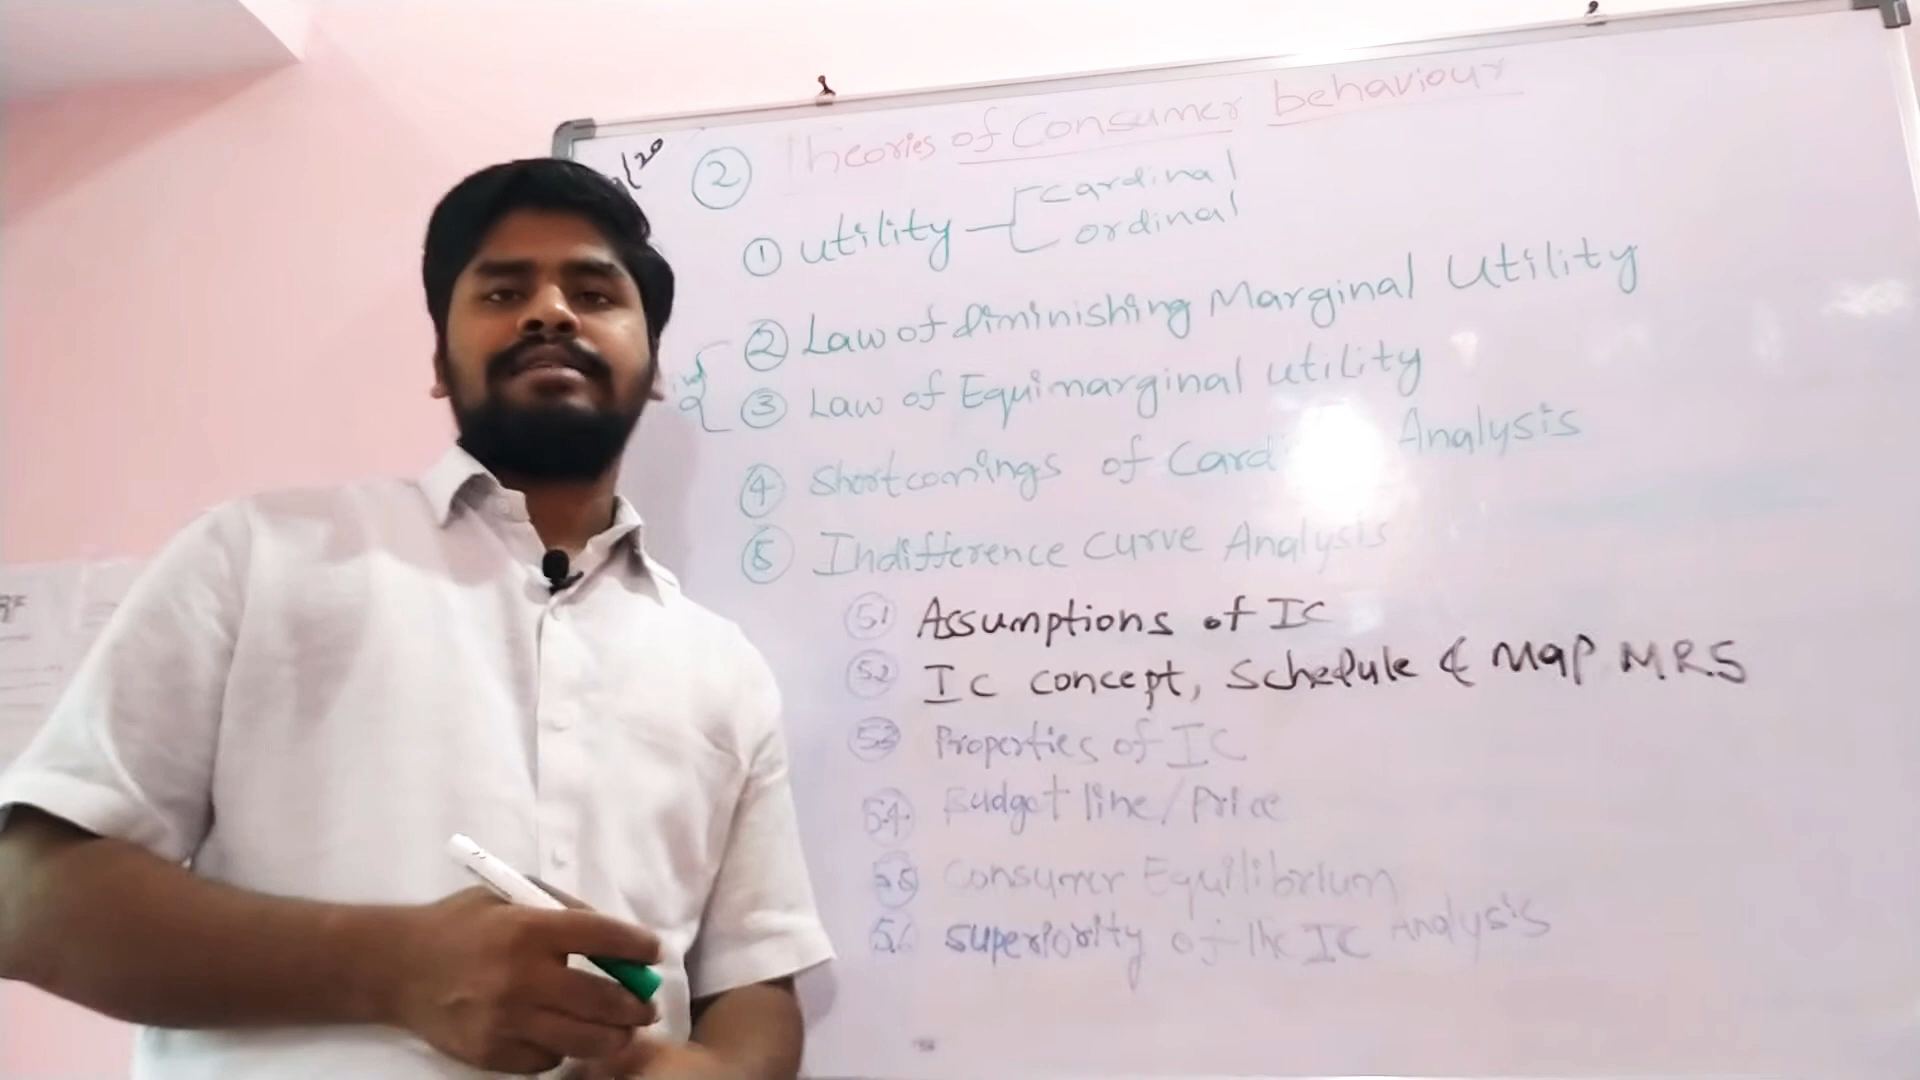 ② Theories of Consumer behaviour
① Utility
cardinal
ordinal
② Law of Diminishing Marginal Utility
③ Law of Equimarginal Utility
④ Shortcomings of Analysis
⑤ Indifference Curve Analysis
5.1 Assumptions of IC
5.2 IC concept, Schedule & Map MRS
5.3 Properties of IC
5.4 Budget line/Price
5.5 Consumer Equilibrium
5.6 Superiority of the IC Analysis